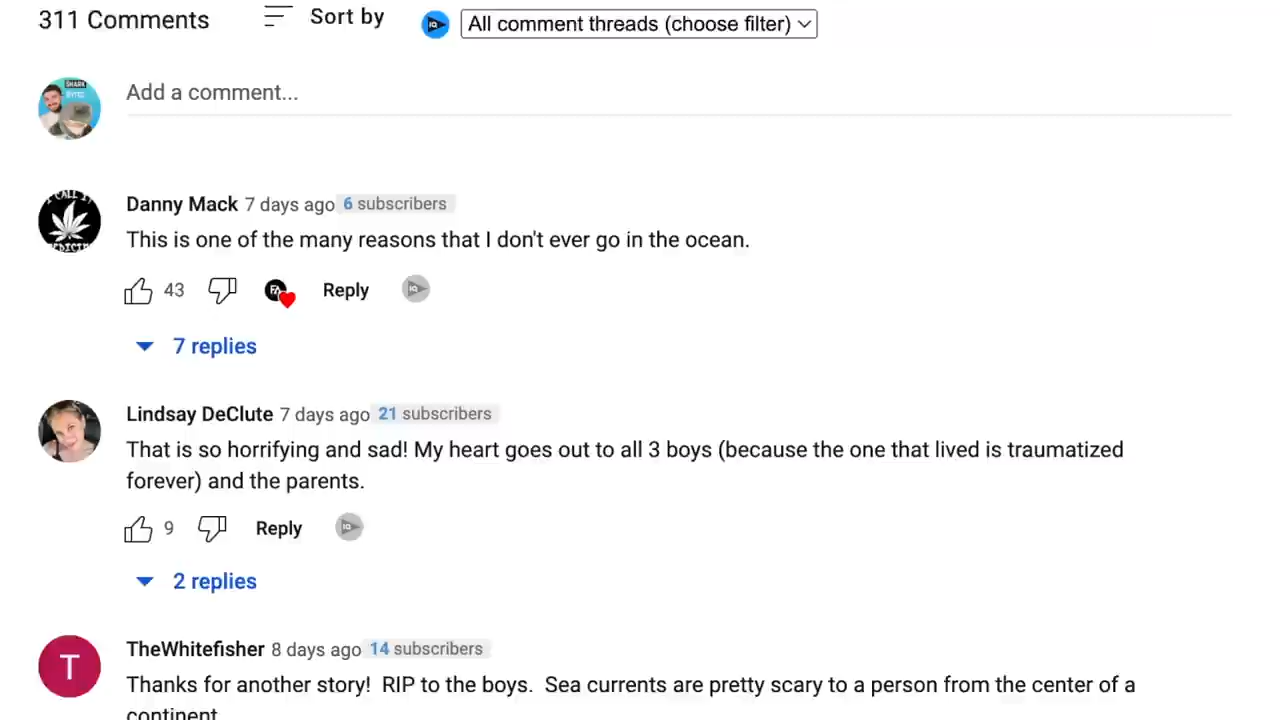 311 Comments
Sort by
All comment threads (choose filter)
SHARK
BYTES
Add a comment...
Danny Mack 7 days ago 6 subscribers
This is one of the many reasons that I don't ever go in the ocean.
43 Reply
7 replies
Lindsay DeClute 7 days ago 21 subscribers
That is so horrifying and sad! My heart goes out to all 3 boys (because the one that lived is traumatized
forever) and the parents.
9 Reply
2 replies
T
TheWhitefisher 8 days ago 14 subscribers
Thanks for another story!  RIP to the boys.  Sea currents are pretty scary to a person from the center of a
continent